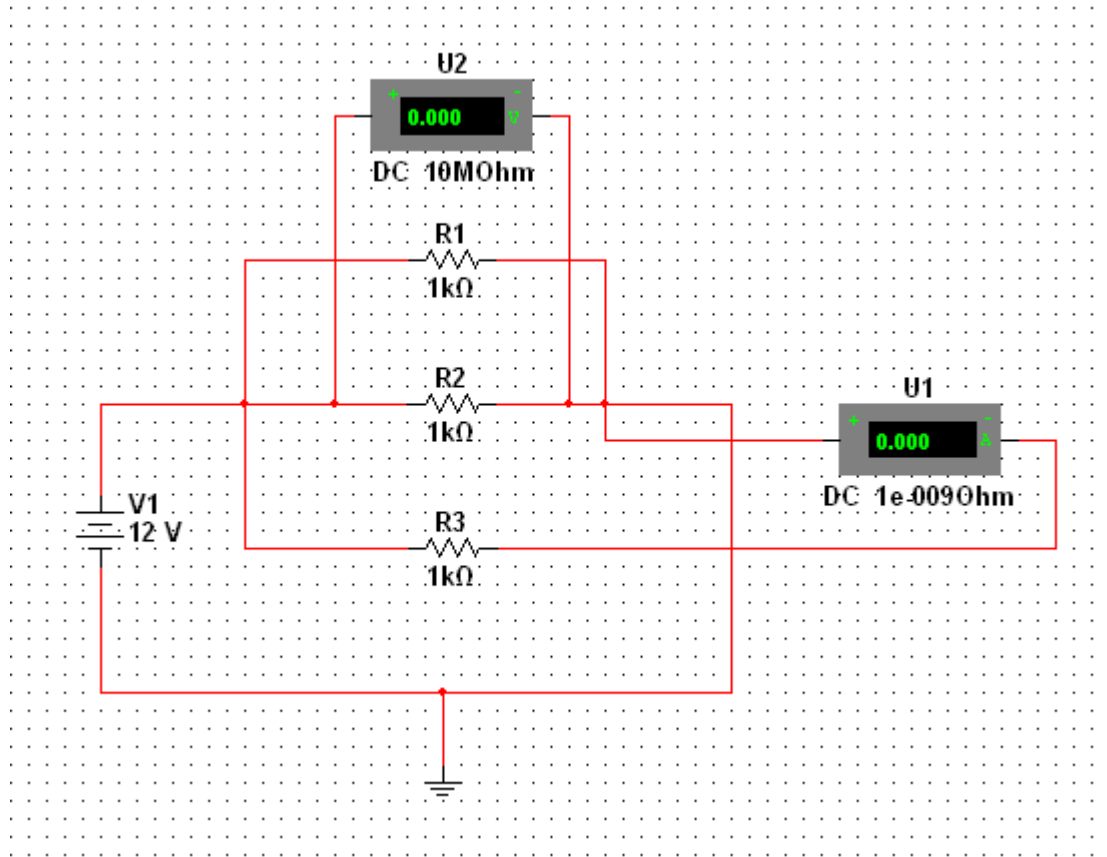 U2
+ -
0.000 V
DC 10MOhm
R1
1kΩ
R2
1kΩ
U1
+ -
0.000 A
DC 1e-009Ohm
V1
12 V
R3
1kΩ